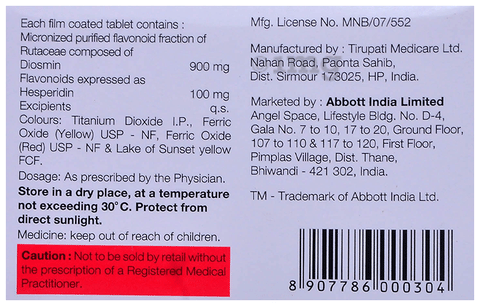 Each film coated tablet contains :
Micronized purified flavonoid fraction of
Rutaceae composed of
Diosmin 900 mg
Flavonoids expressed as
Hesperidin 100 mg
Excipients q.s.
Colours: Titanium Dioxide I.P., Ferric
Oxide (Yellow) USP - NF, Ferric Oxide
(Red) USP - NF & Lake of Sunset yellow
FCF.
Dosage: As prescribed by the Physician.
Store in a dry place, at a temperature
not exceeding 30°C. Protect from
direct sunlight.
Medicine: keep out of reach of children.
Caution : Not to be sold by retail without
the prescription of a Registered Medical
Practitioner.
Mfg. License No. MNB/07/552
Manufactured by : Tirupati Medicare Ltd.
Nahan Road, Paonta Sahib,
Dist. Sirmour 173025, HP, India.
Marketed by : Abbott India Limited
Angel Space, Lifestyle Bldg. No. D-4,
Gala No. 7 to 10, 17 to 20, Ground Floor,
107 to 110 & 117 to 120, First Floor,
Pimplas Village, Dist. Thane,
Bhiwandi - 421 302, India.
TM - Trademark of Abbott India Ltd.
8 907786 000304